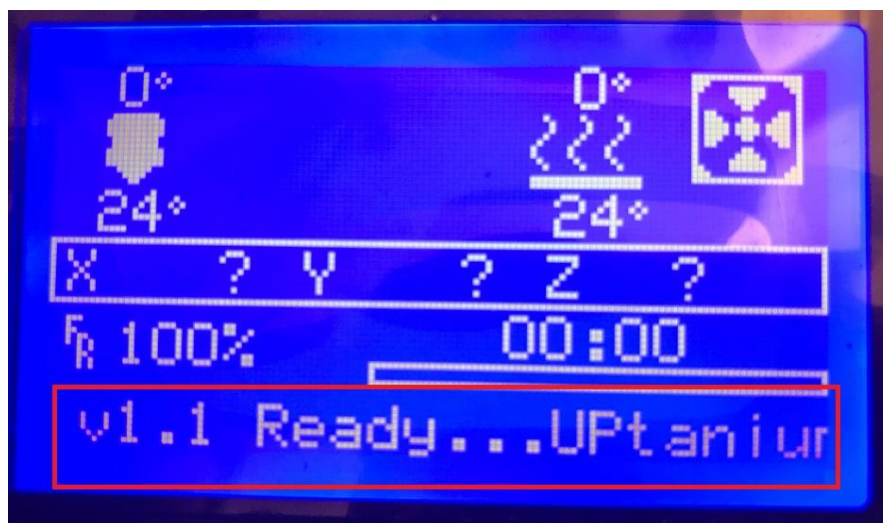 0° 0°
24° 24°
X ? Y ? Z ?
FR 100% 00:00
v1.1 Ready...UPtaniur